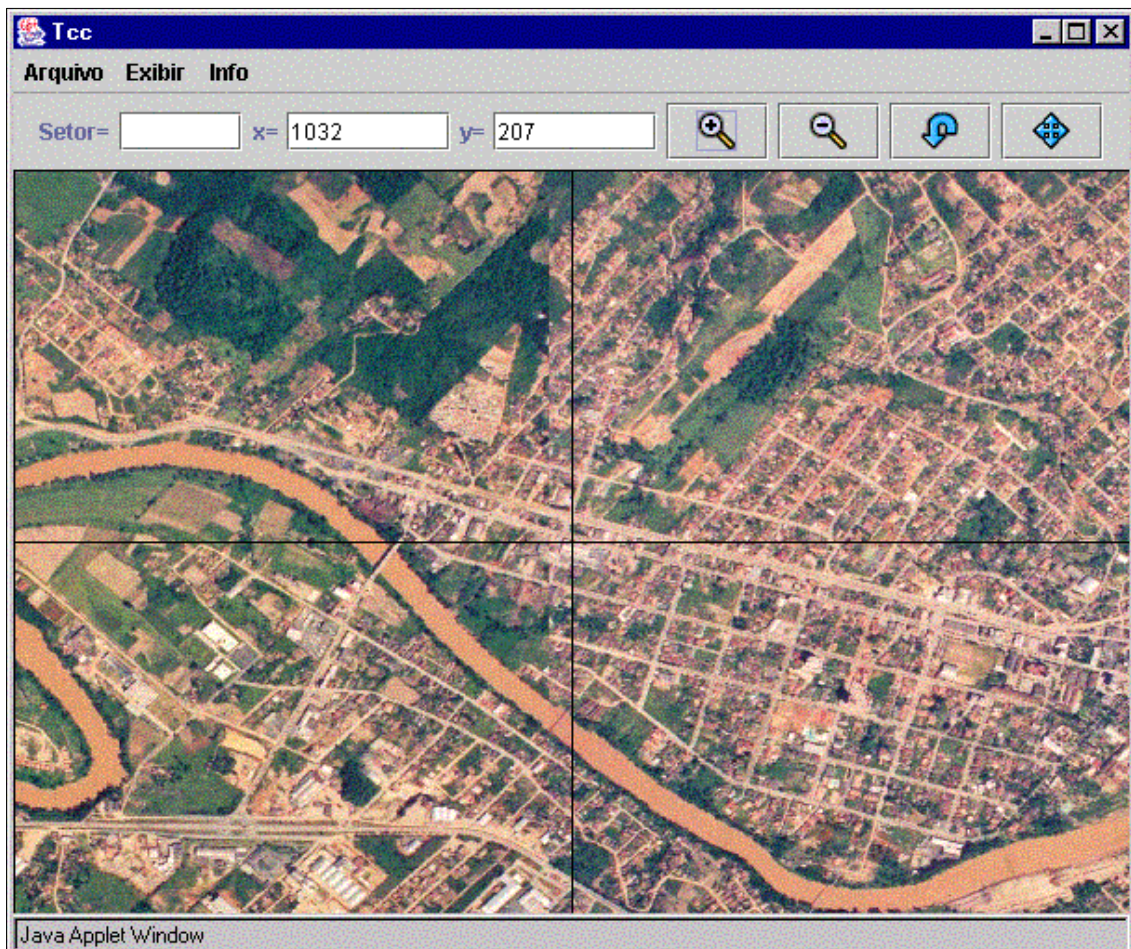 Tcc
Arquivo Exibir Info
Setor= x= 1032 y= 207
Java Applet Window